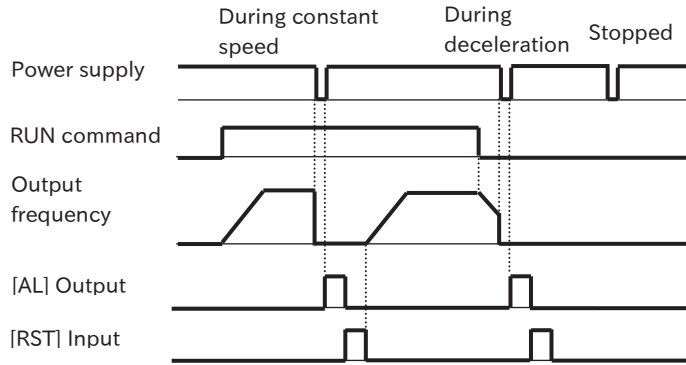 During constant
speed
During
deceleration
Stopped
Power supply
RUN command
Output
frequency
[AL] Output
[RST] Input